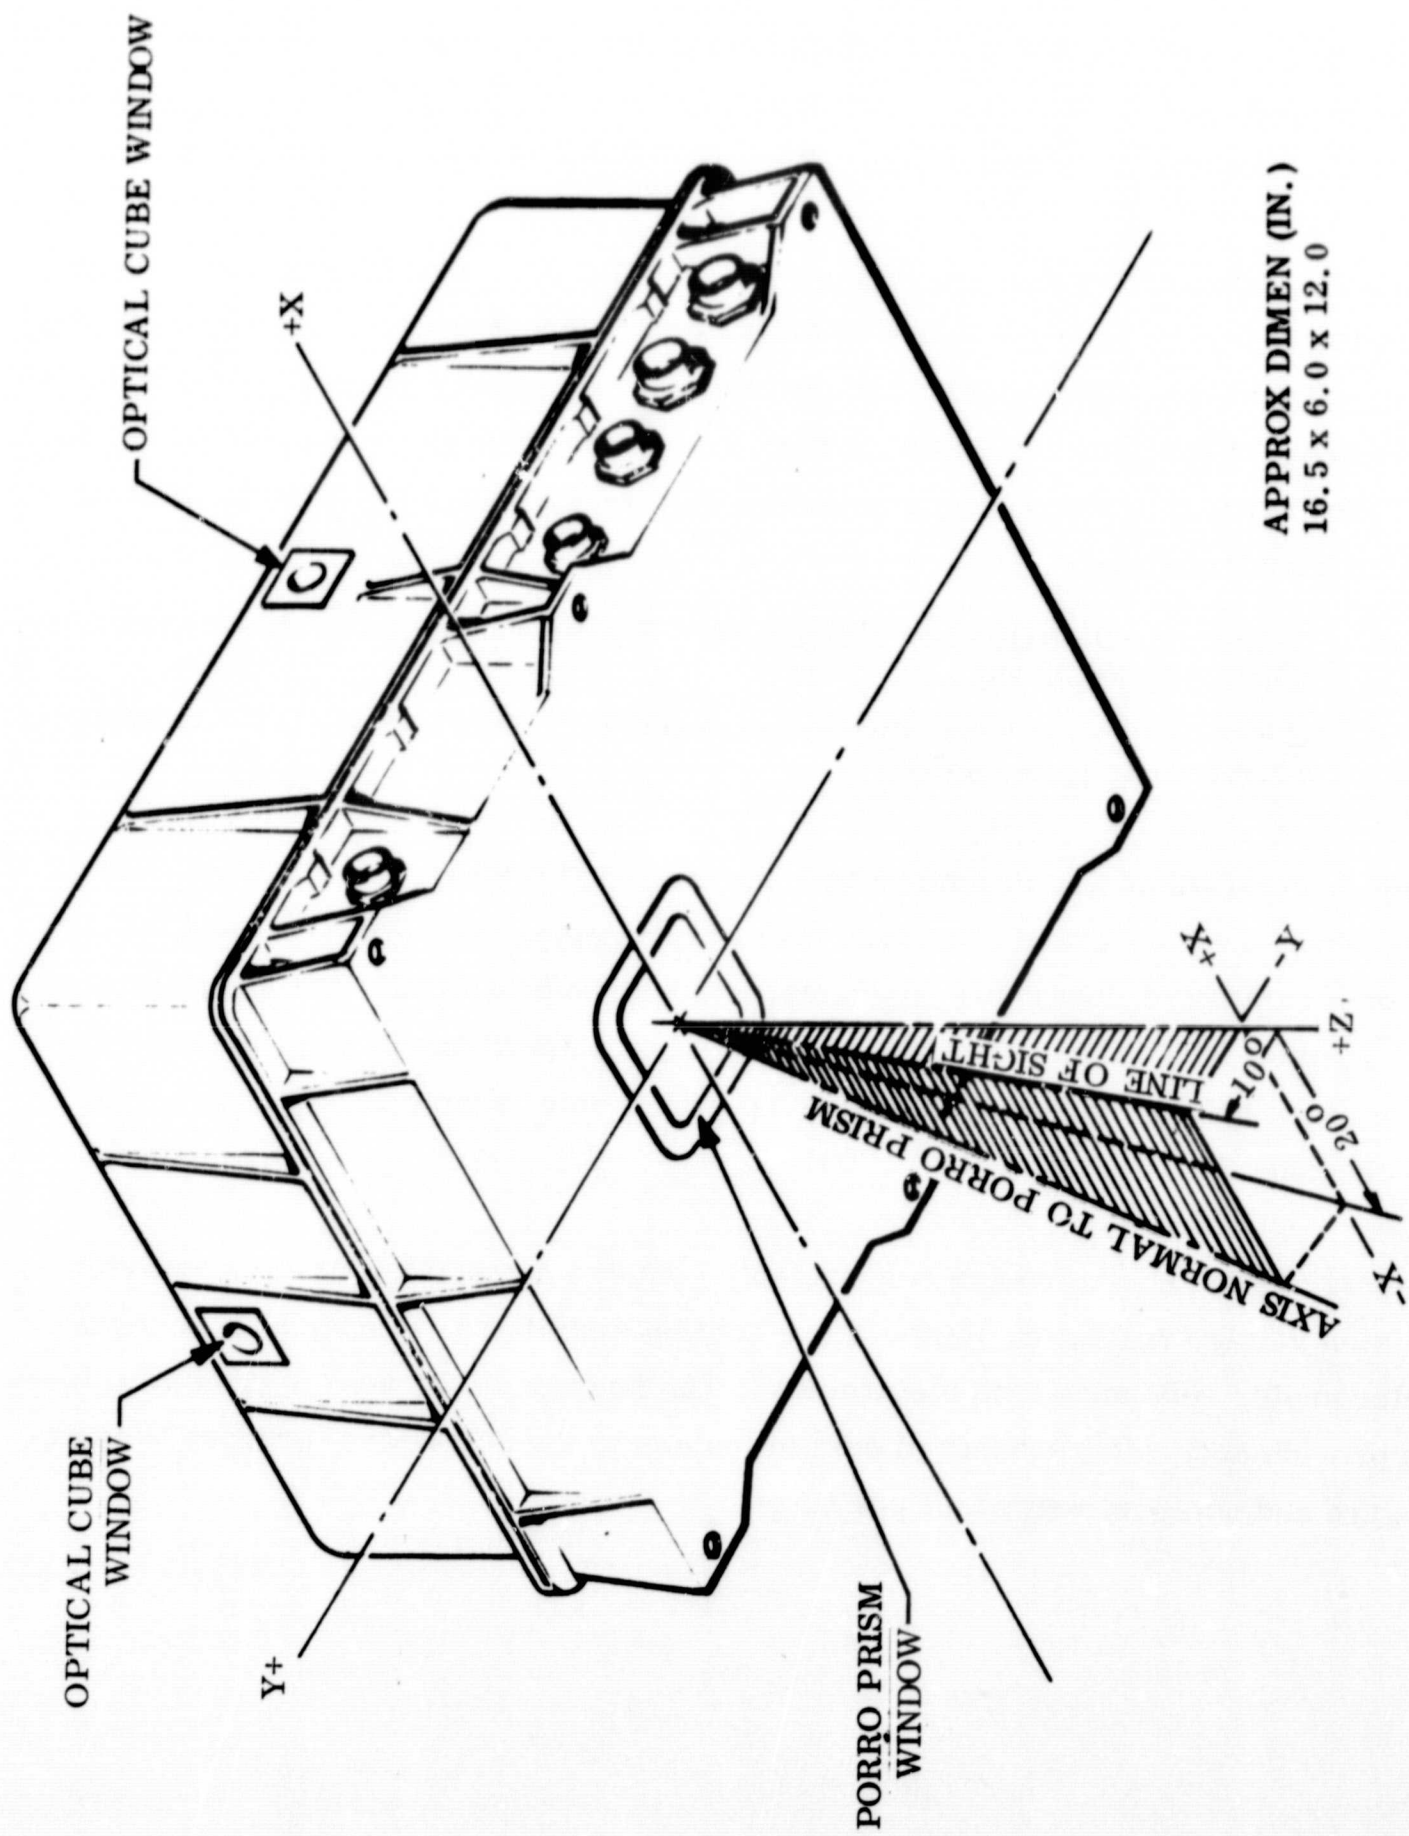 OPTICAL CUBE
WINDOW
OPTICAL CUBE WINDOW
Y+
+X
PORRO PRISM
WINDOW
AXIS NORMAL TO PORRO PRISM
LINE OF SIGHT
10°
20°
+X
-Y
+Z
X-
APPROX DIMEN (IN.)
16.5 x 6.0 x 12.0